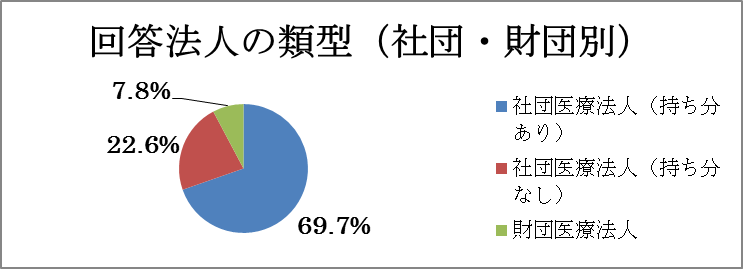 回答法人の類型（社団・財団別）
7.8%
22.6%
69.7%
社団医療法人（持ち分
あり）
社団医療法人（持ち分
なし）
財団医療法人